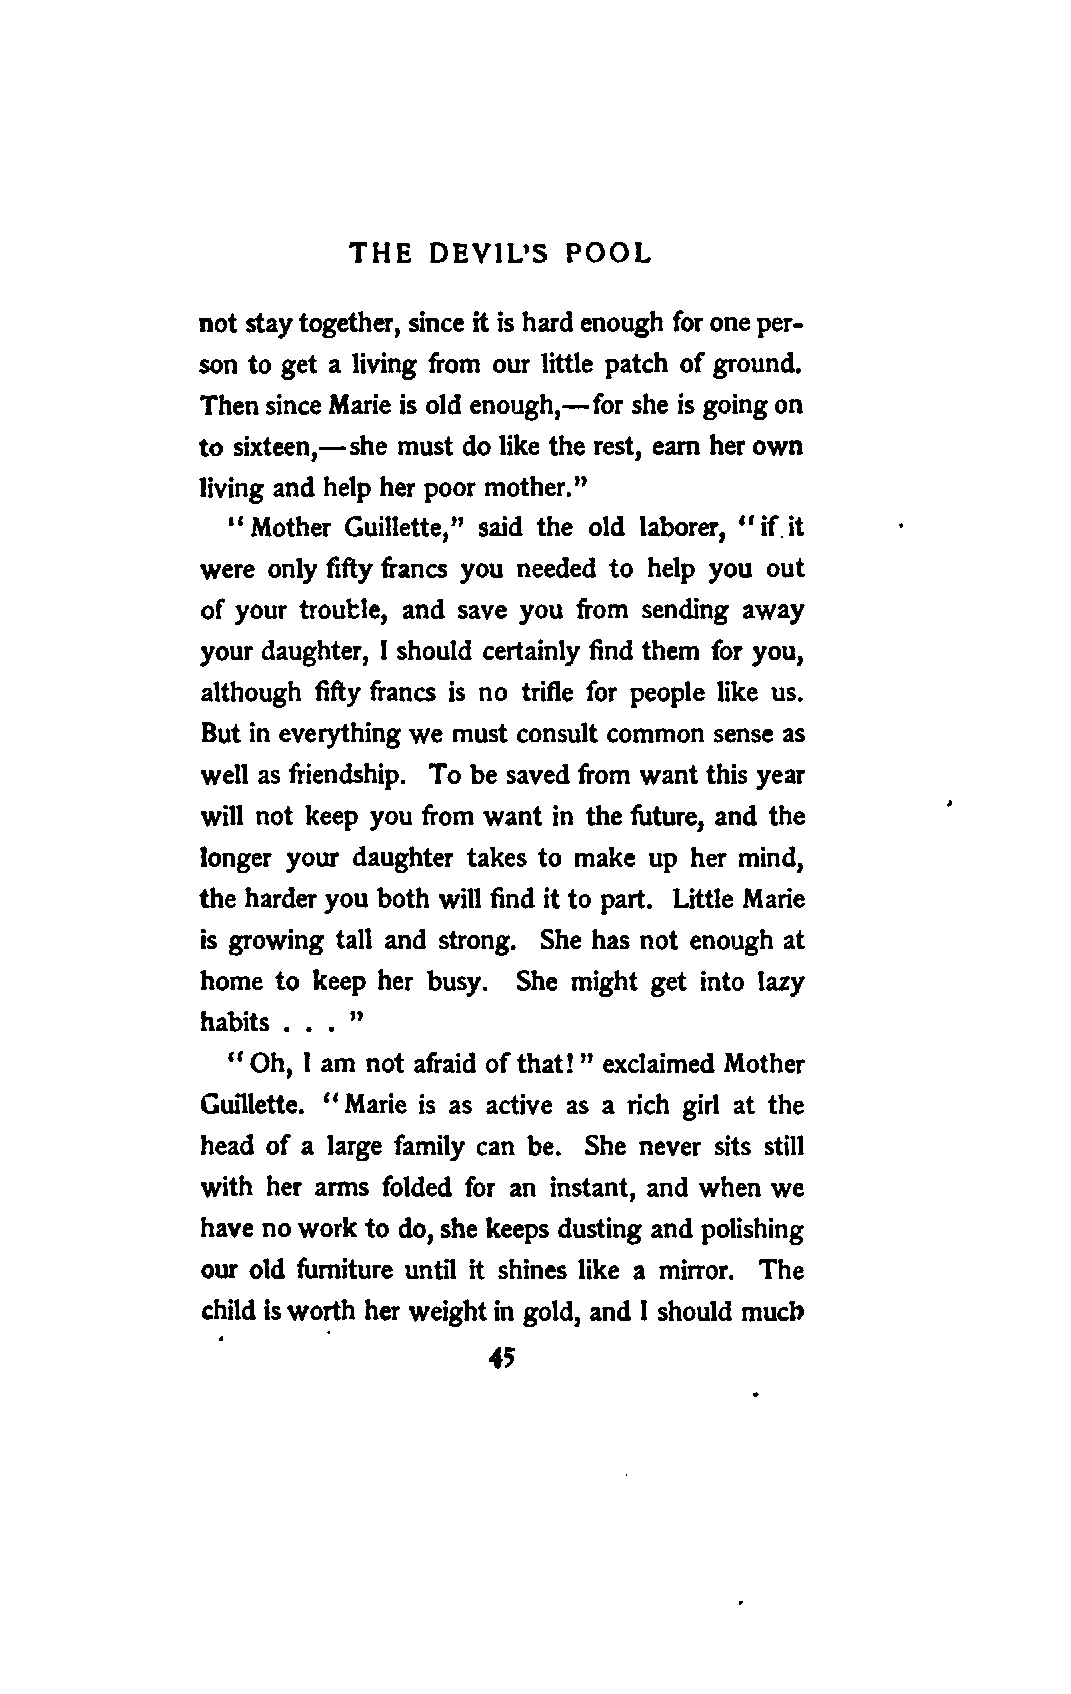 THE DEVIL'S POOL
not stay together, since it is hard enough for one per-
son to get a living from our little patch of ground.
Then since Marie is old enough,—for she is going on
to sixteen,—she must do like the rest, earn her own
living and help her poor mother."
"Mother Guillette," said the old laborer, "if it
were only fifty francs you needed to help you out
of your trouble, and save you from sending away
your daughter, I should certainly find them for you,
although fifty francs is no trifle for people like us.
But in everything we must consult common sense as
well as friendship. To be saved from want this year
will not keep you from want in the future, and the
longer your daughter takes to make up her mind,
the harder you both will find it to part. Little Marie
is growing tall and strong. She has not enough at
home to keep her busy. She might get into lazy
habits . . . "
"Oh, I am not afraid of that!" exclaimed Mother
Guillette. "Marie is as active as a rich girl at the
head of a large family can be. She never sits still
with her arms folded for an instant, and when we
have no work to do, she keeps dusting and polishing
our old furniture until it shines like a mirror. The
child is worth her weight in gold, and I should much
45